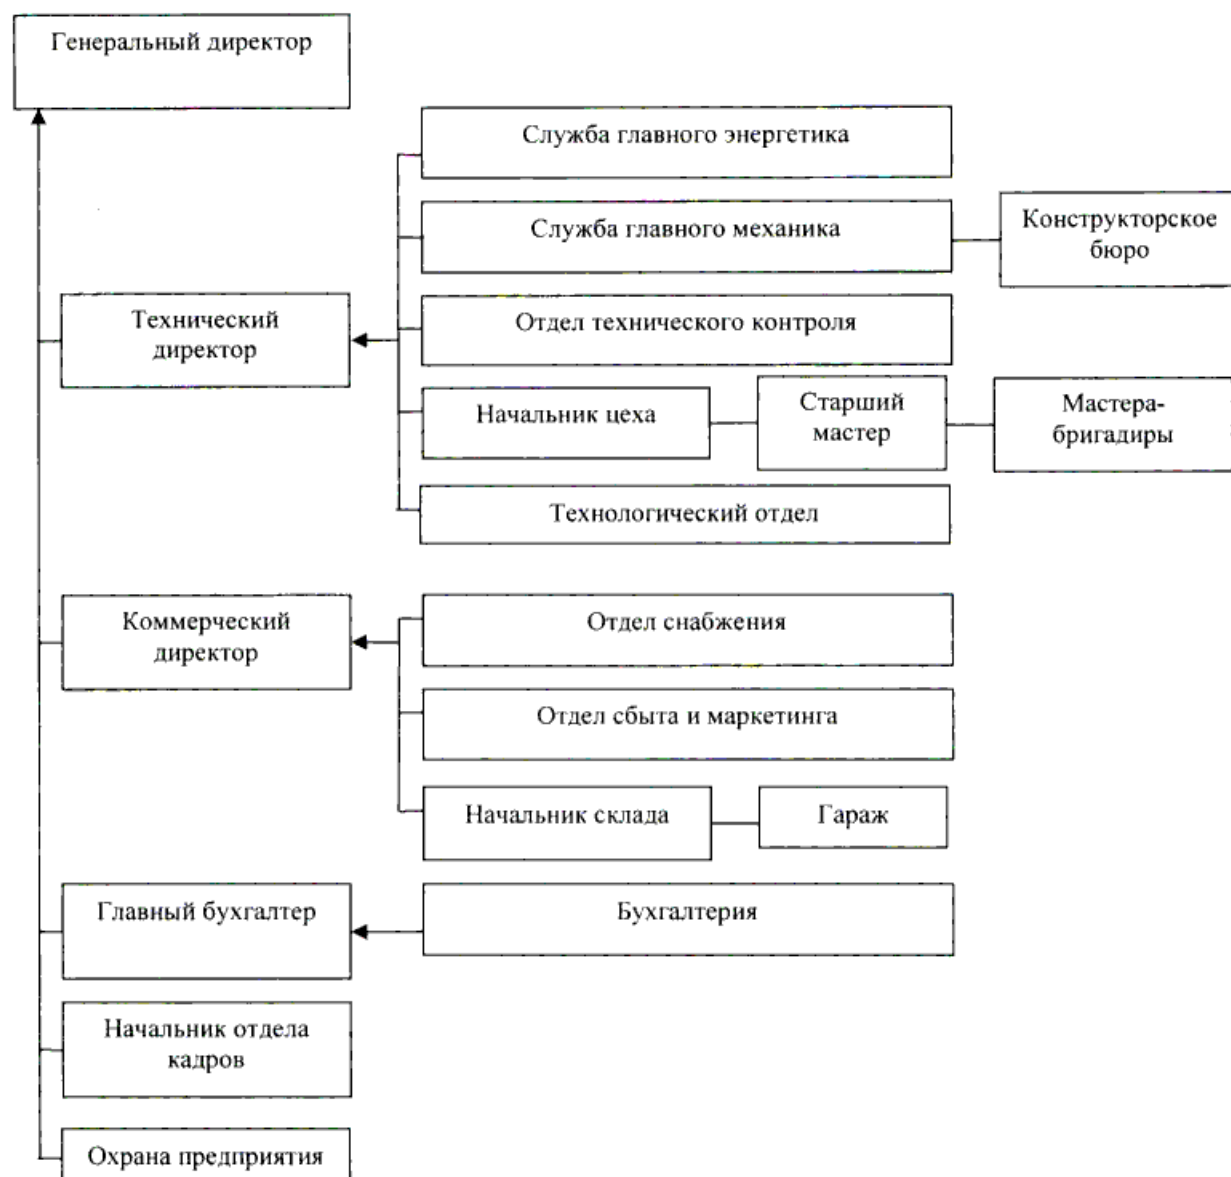 Генеральный директор
Служба главного энергетика
Служба главного механика
Конструкторское
бюро
Технический
директор
Отдел технического контроля
Начальник цеха
Старший
мастер
Мастера-
бригадиры
Технологический отдел
Коммерческий
директор
Отдел снабжения
Отдел сбыта и маркетинга
Начальник склада
Гараж
Главный бухгалтер
Бухгалтерия
Начальник отдела
кадров
Охрана предприятия